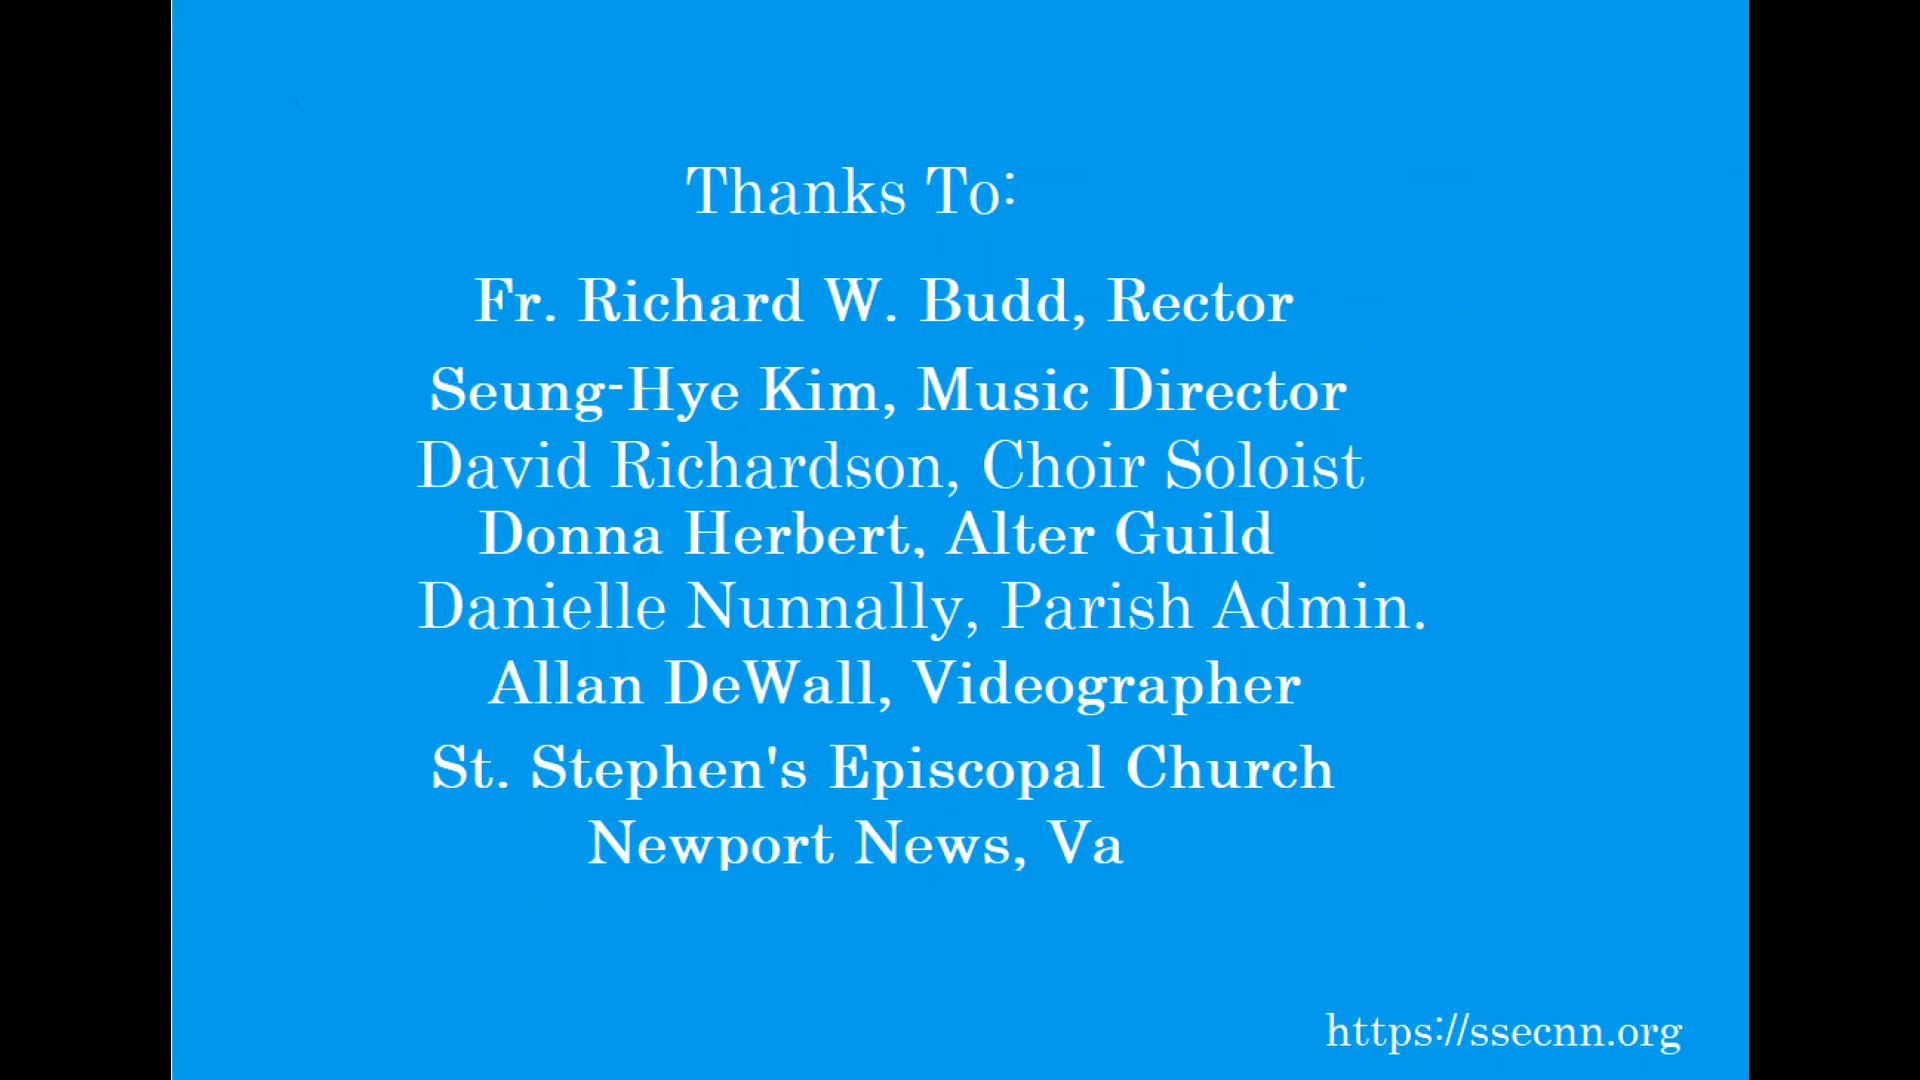 Thanks To:
Fr. Richard W. Budd, Rector
Seung-Hye Kim, Music Director
David Richardson, Choir Soloist
Donna Herbert, Alter Guild
Danielle Nunnally, Parish Admin.
Allan DeWall, Videographer
St. Stephen's Episcopal Church
Newport News, Va
https://ssecnn.org